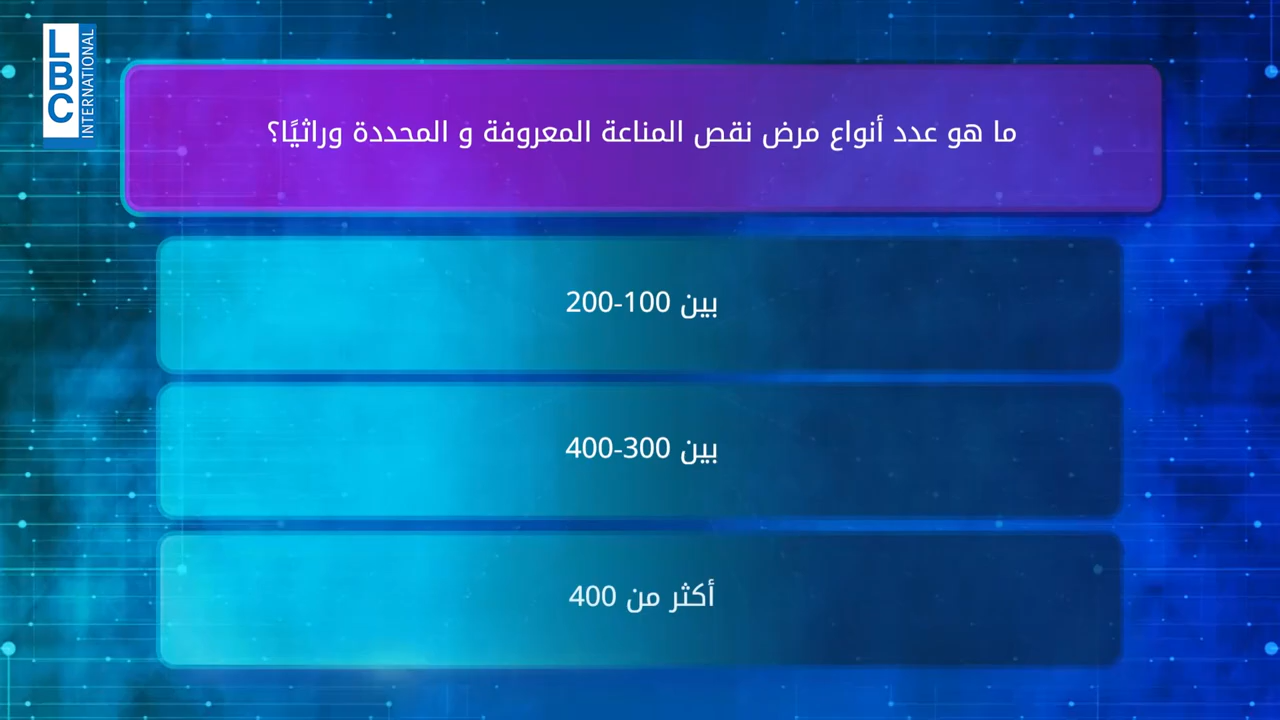 LBC
INTERNATIONAL
ما هو عدد أنواع مرض نقص المناعة المعروفة و المحددة وراثيًا؟
بين 100-200
بين 300-400
أكثر من 400